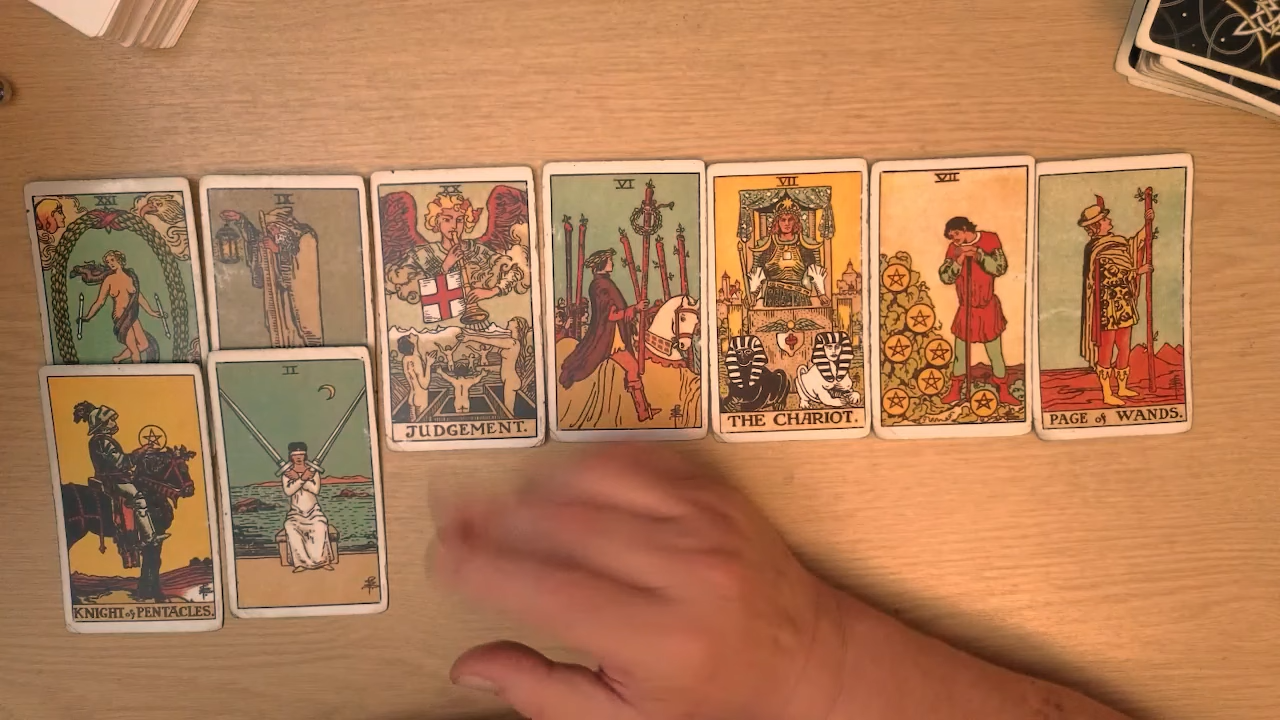 XXI
IX
XX
JUDGEMENT.
VI
VII
THE CHARIOT.
VII
PAGE of WANDS.
KNIGHT of PENTACLES.
II